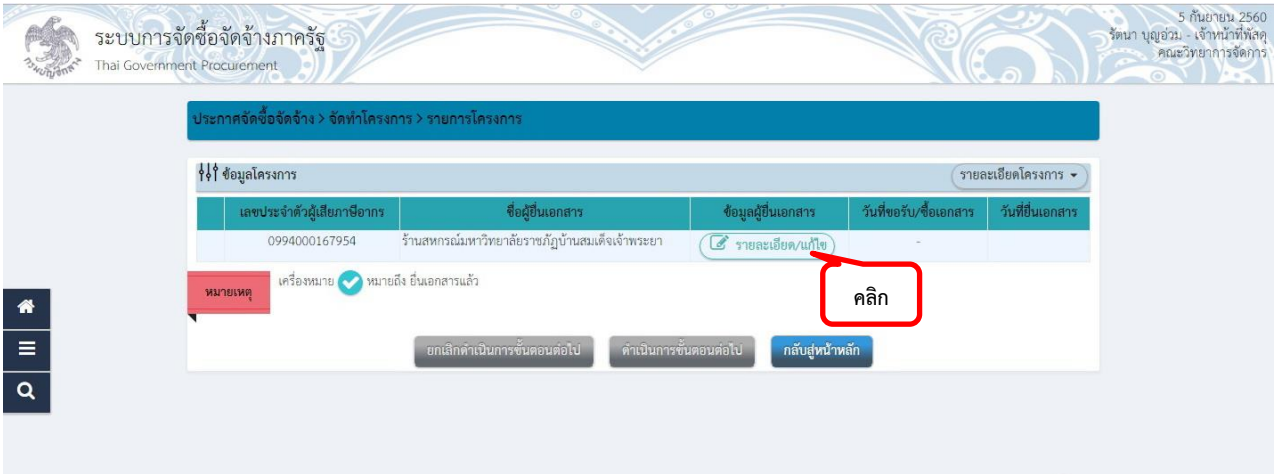 5 กันยายน 2560
รัตนา บุญอ่วม - เจ้าหน้าที่พัสดุ
คณะวิทยาการจัดการ
ระบบการจัดซื้อจัดจ้างภาครัฐ
Thai Government Procurement
กรมบัญชีกลาง
ประกาศจัดซื้อจัดจ้าง > จัดทำโครงการ > รายการโครงการ
ข้อมูลโครงการ
รายละเอียดโครงการ
เลขประจำตัวผู้เสียภาษีอากร ชื่อผู้ยื่นเอกสาร ข้อมูลผู้ยื่นเอกสาร วันที่ขอรับ/ซื้อเอกสาร วันที่ยื่นเอกสาร
0994000167954 ร้านสหกรณ์มหาวิทยาลัยราชภัฏบ้านสมเด็จเจ้าพระยา รายละเอียด/แก้ไข -
หมายเหตุ เครื่องหมาย หมายถึง ยื่นเอกสารแล้ว
คลิก
ยกเลิกดำเนินการขั้นตอนต่อไป ดำเนินการขั้นตอนต่อไป กลับสู่หน้าหลัก